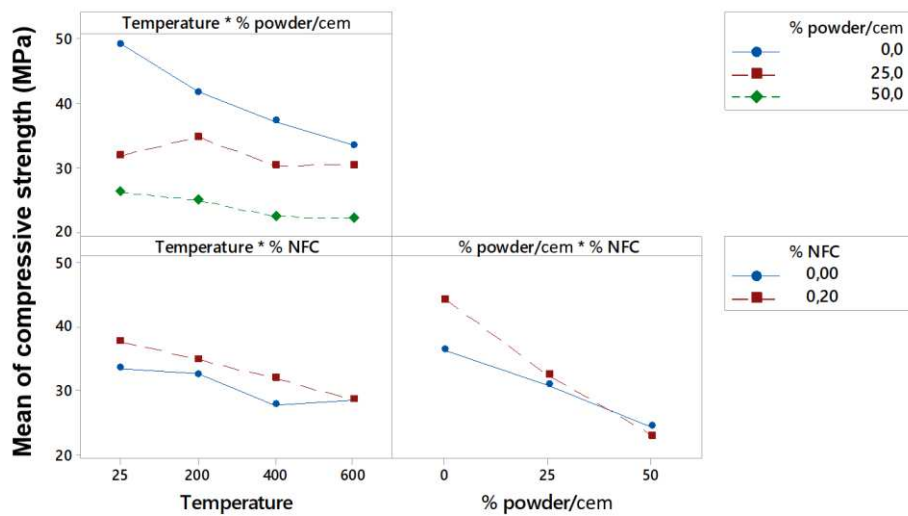 Temperature * % powder/cem
% powder/cem
0,0
25,0
50,0
50
40
30
20
Mean of compressive strength (MPa)
Temperature * % NFC
% powder/cem * % NFC
% NFC
0,00
0,20
50
40
30
20
25 200 400 600
0 25 50
Temperature
% powder/cem